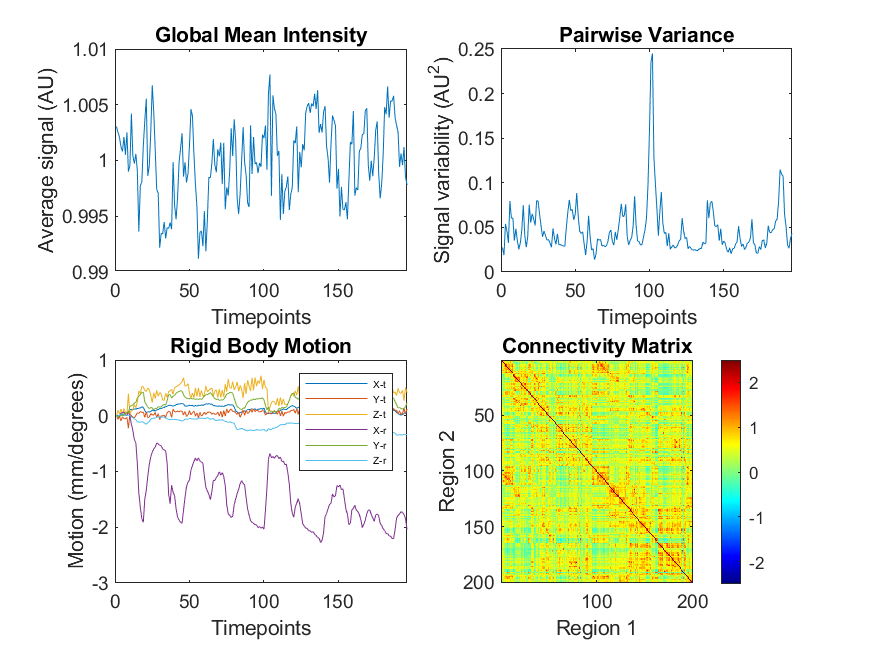 Global Mean Intensity
1.01
1.005
1
0.995
0.99
Average signal (AU)
0
50
100
150
Timepoints
Pairwise Variance
0.25
0.2
0.15
0.1
0.05
0
Signal variability (AU²)
0
50
100
150
Timepoints
Rigid Body Motion
1
0
-1
-2
-3
Motion (mm/degrees)
X-t
Y-t
Z-t
X-r
Y-r
Z-r
0
50
100
150
Timepoints
Connectivity Matrix
50
100
150
200
Region 2
100
200
Region 1
2
1
0
-1
-2